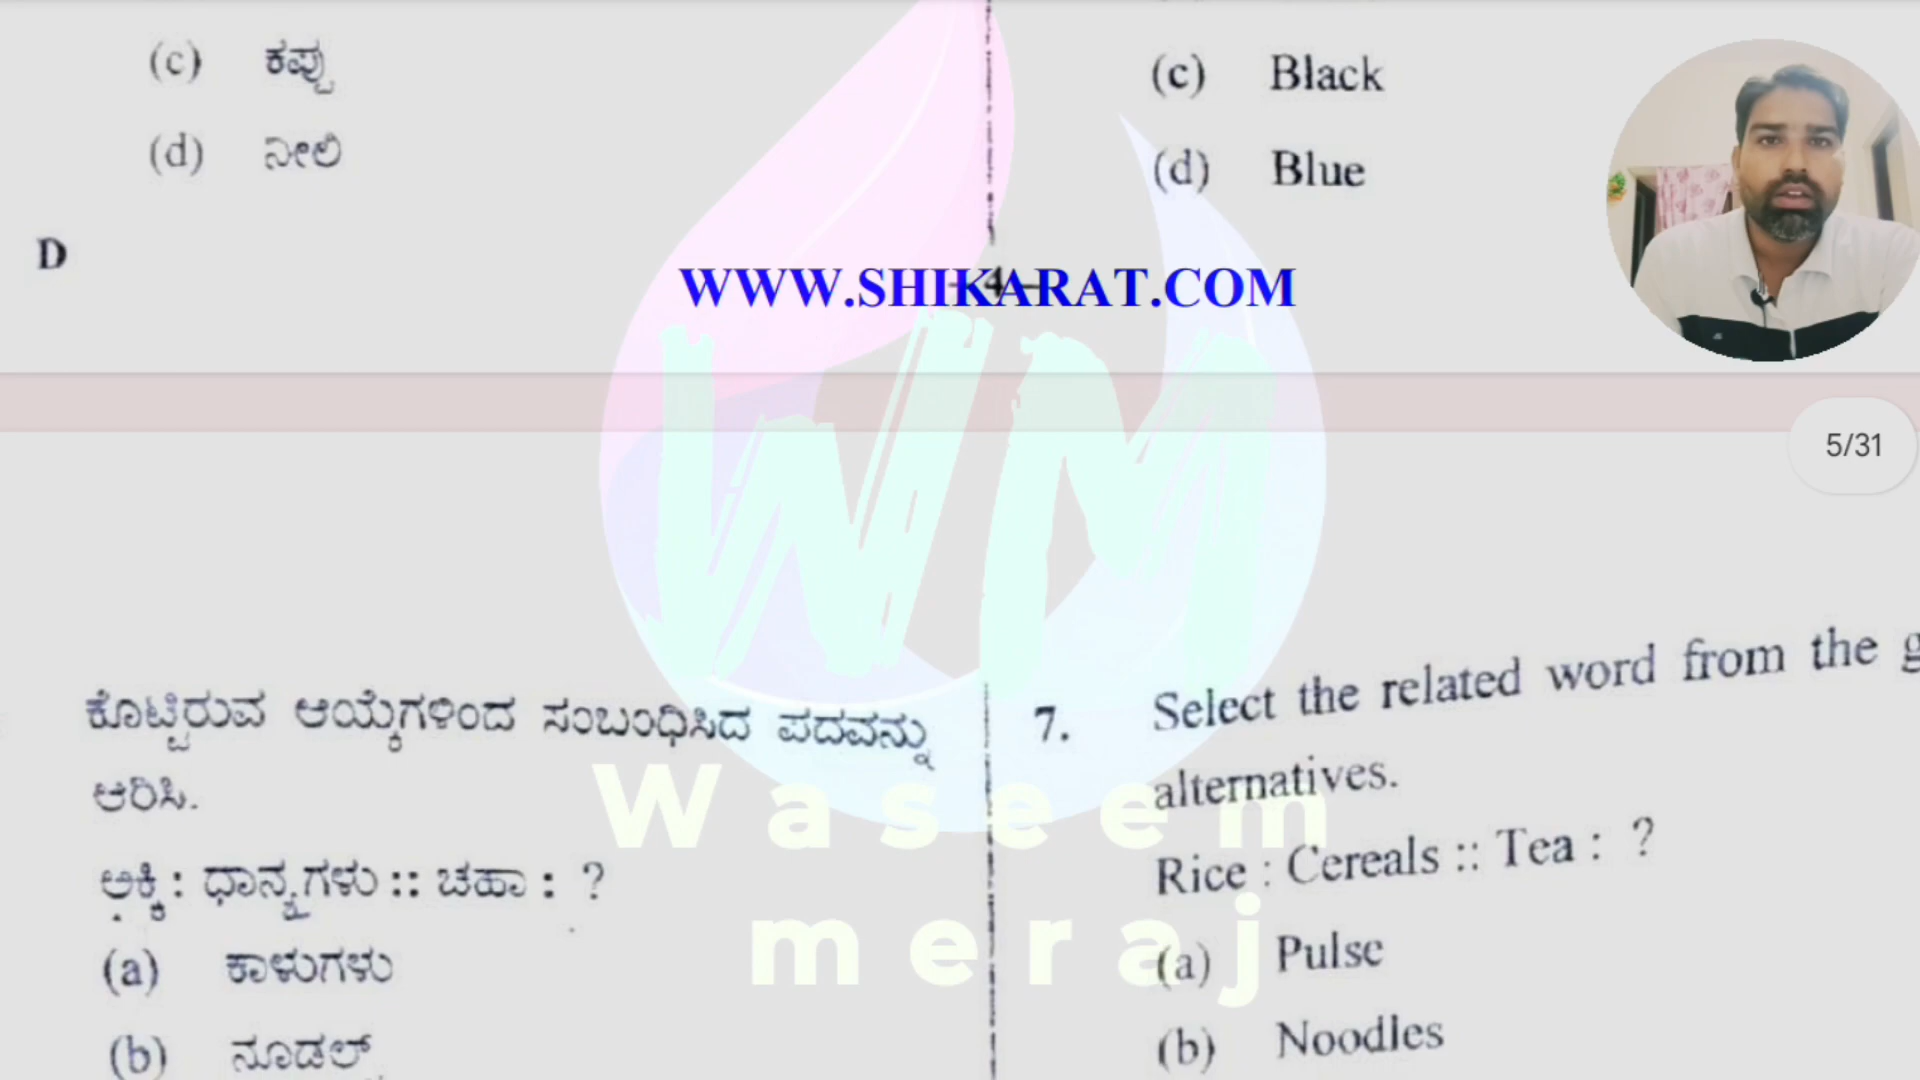 (c) ಕಪ್ಪು
(d) ನೀಲಿ
D
(c) Black
(d) Blue
WWW.SHIKARAT.COM
5/31
ಕೊಟ್ಟಿರುವ ಆಯ್ಕೆಗಳಿಂದ ಸಂಬಂಧಿಸಿದ ಪದವನ್ನು
ಆರಿಸಿ.
ಅಕ್ಕಿ : ಧಾನ್ಯಗಳು :: ಚಹಾ : ?
(a) ಕಾಳುಗಳು
(b) ನೂಡಲ್ಸ್
7. Select the related word from the
alternatives.
Rice : Cereals :: Tea : ?
(a) Pulse
(b) Noodles
WM
Waseem
meraj